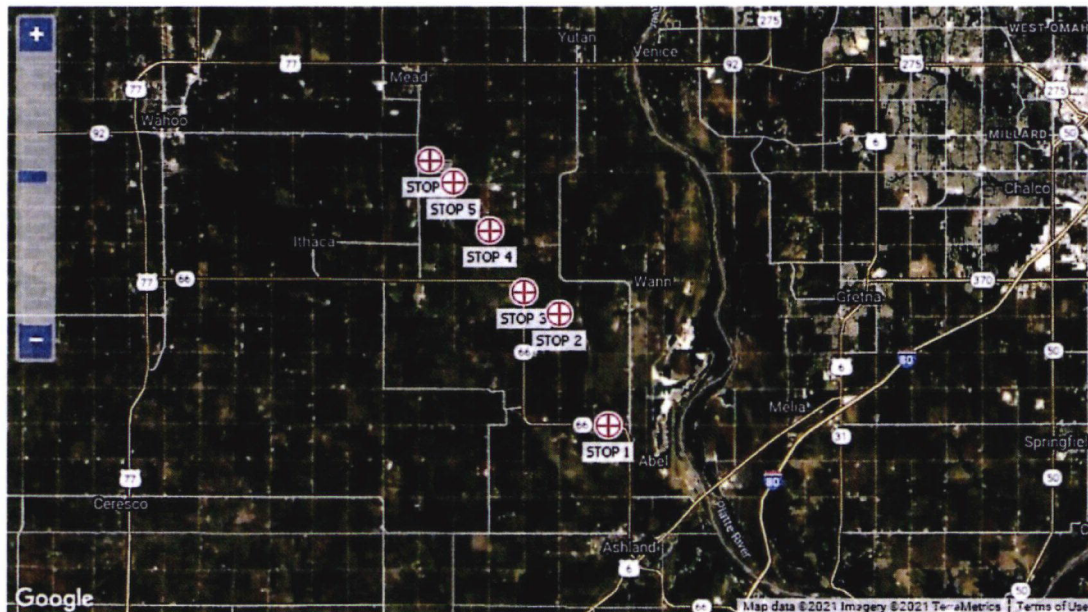 +
275
Yutan
Venice
WEST OMAH
77
92
275
Mead
77
275
Wahoo
92
6
50
MILLARD
STOP
STOP 5
Chalco
STOP 4
Ithaca
77
66
Wann
370
Gretna
STOP 3
STOP 2
66
80
50
6
Melia
66
31
STOP 1
Springfie
Abel
77
80
50
Ceresco
Platte River
Ashland
6
50
66
Google
Map data ©2021 Imagery ©2021 TerraMetrics
Terms of Us